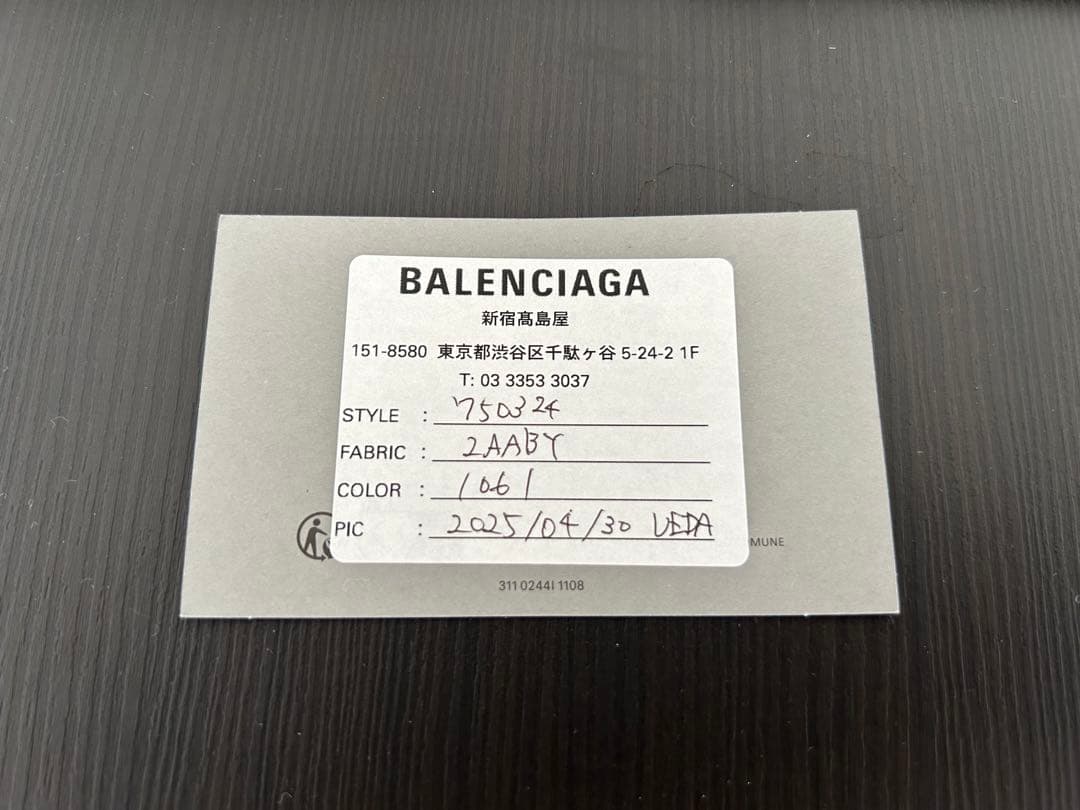 BALENCIAGA
新宿髙島屋
151-8580 東京都渋谷区千駄ヶ谷 5-24-2 1F
T: 03 3353 3037
STYLE : 750324
FABRIC : 2AABY
COLOR : 1061
PIC : 2025/04/30 UEDA
MUNE
311 0244I 1108